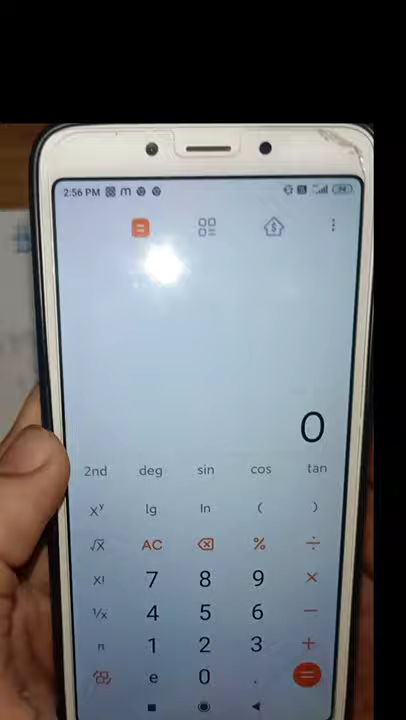 2:56 PM m
0
2nd deg sin cos tan
xʸ lg ln ( )
√x AC % ÷
x! 7 8 9 ×
1/x 4 5 6 −
π 1 2 3 +
e 0 . =